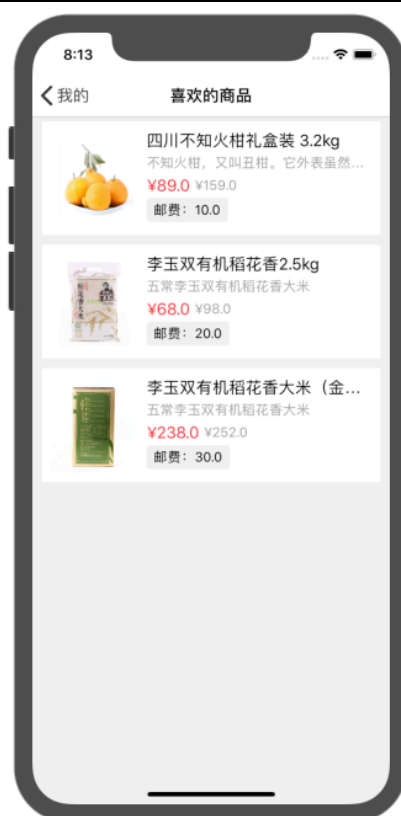 8:13
我的
喜欢的商品
四川不知火柑礼盒装 3.2kg
不知火柑，又叫丑柑。它外表虽然...
¥89.0 ¥159.0
邮费：10.0
李玉双有机稻花香2.5kg
五常李玉双有机稻花香大米
¥68.0 ¥98.0
邮费：20.0
李玉双有机稻花香大米（金...
五常李玉双有机稻花香大米
¥238.0 ¥252.0
邮费：30.0